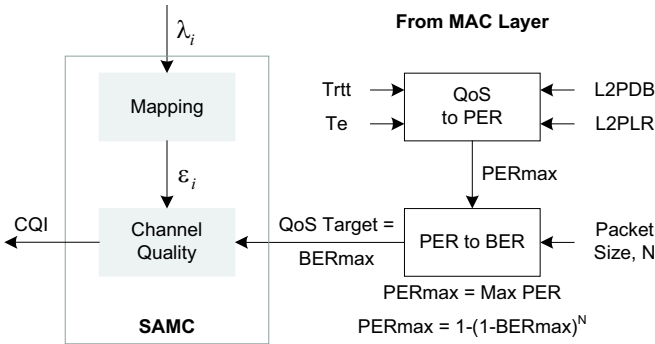 λi
From MAC Layer
Mapping
Trtt
Te
QoS
to PER
L2PDB
L2PLR
εi
PERmax
CQI
Channel
Quality
QoS Target =
BERmax
PER to BER
Packet
Size, N
PERmax = Max PER
SAMC
PERmax = 1-(1-BERmax)^N